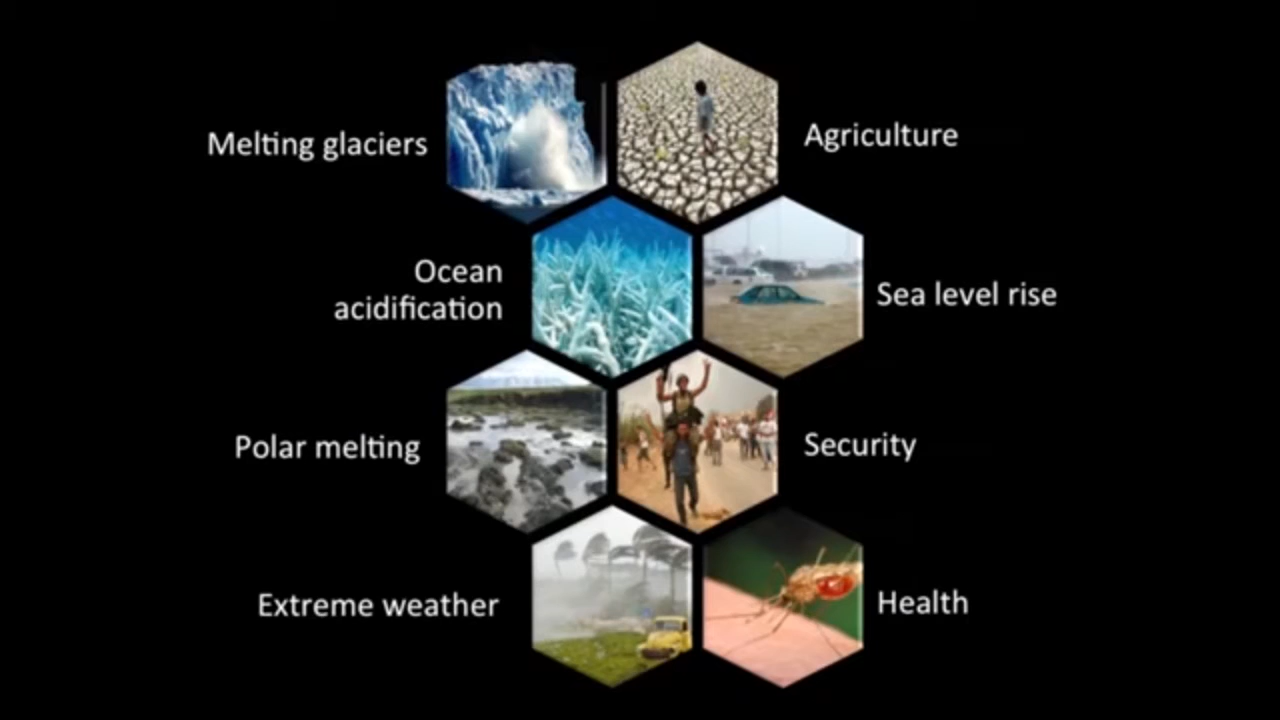 Melting glaciers
Agriculture
Ocean
acidification
Sea level rise
Polar melting
Security
Extreme weather
Health